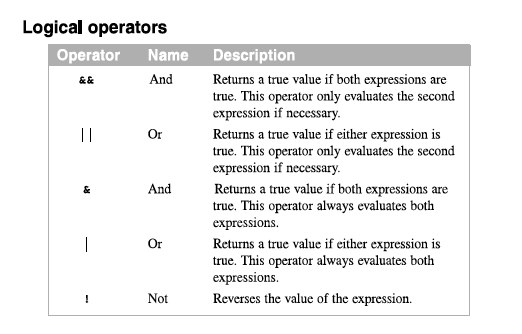 Logical operators
Operator Name Description
&& And Returns a true value if both expressions are
true. This operator only evaluates the second
expression if necessary.
|| Or Returns a true value if either expression is
true. This operator only evaluates the second
expression if necessary.
& And Returns a true value if both expressions are
true. This operator always evaluates both
expressions.
| Or Returns a true value if either expression is
true. This operator always evaluates both
expressions.
! Not Reverses the value of the expression.